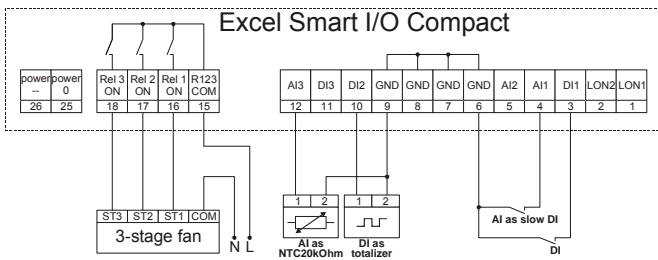 Excel Smart I/O Compact
power power Rel 3 Rel 2 Rel 1 R123 AI3 DI3 DI2 GND GND GND GND AI2 AI1 DI1 LON2 LON1
-- 0 ON ON ON COM
26 25 18 17 16 15 12 11 10 9 8 7 6 5 4 3 2 1
1 2 1 2
ST3 ST2 ST1 COM
3-stage fan
N L
AI as slow DI
AI as DI as
NTC20kOhm totalizer
DI